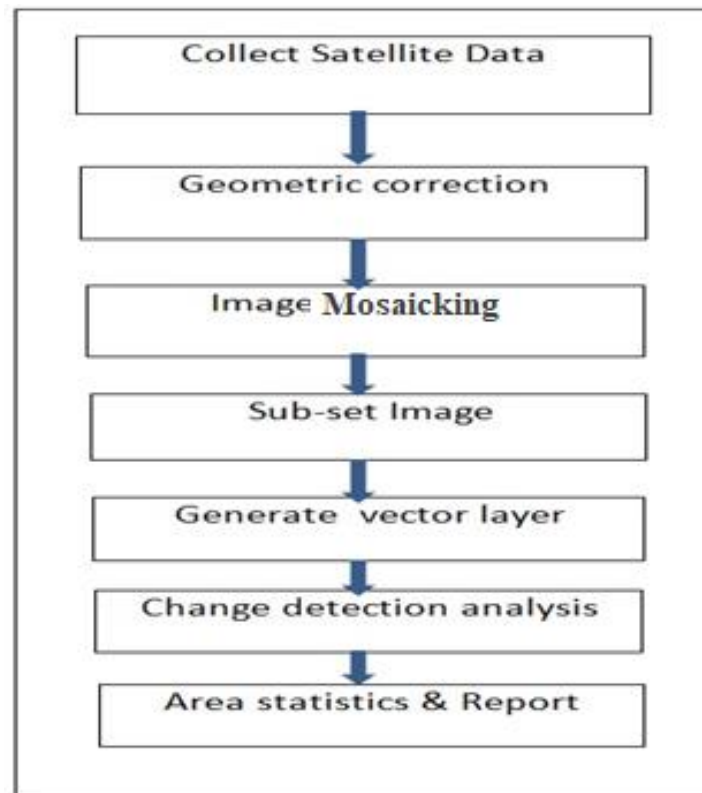 Collect Satellite Data
Geometric correction
Image Mosaicking
Sub-set Image
Generate vector layer
Change detection analysis
Area statistics & Report